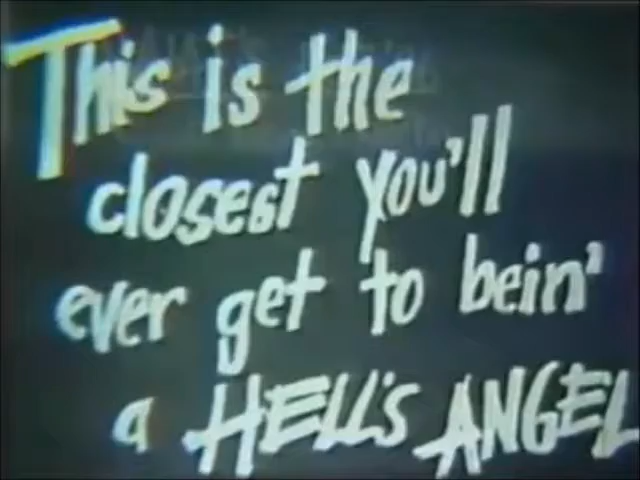 This is the
closest you'll
ever get to bein'
a HELL'S ANGEL